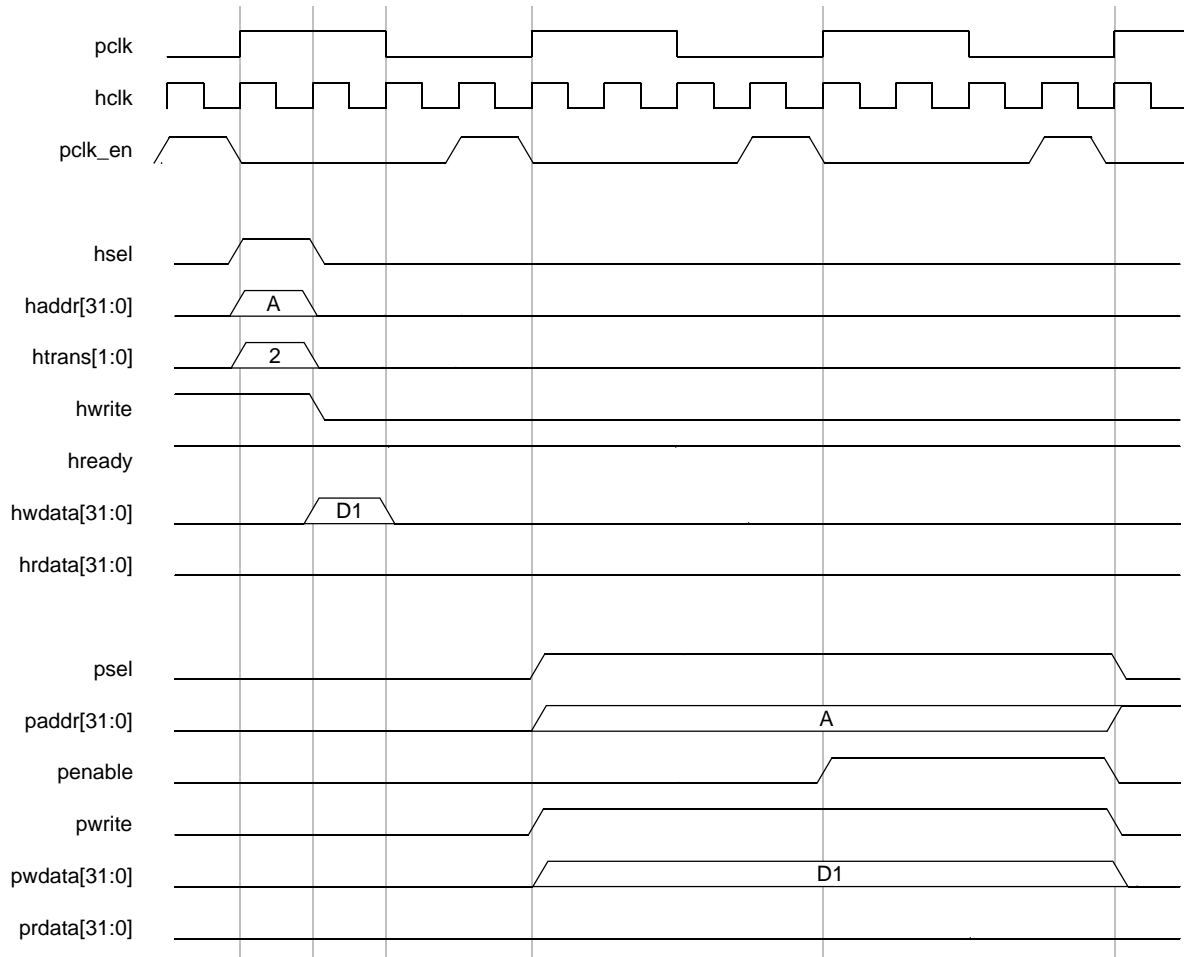 pclk
hclk
pclk_en
hsel
haddr[31:0] A
htrans[1:0] 2
hwrite
hready
hwdata[31:0] D1
hrdata[31:0]
psel
paddr[31:0] A
penable
pwrite
pwdata[31:0] D1
prdata[31:0]